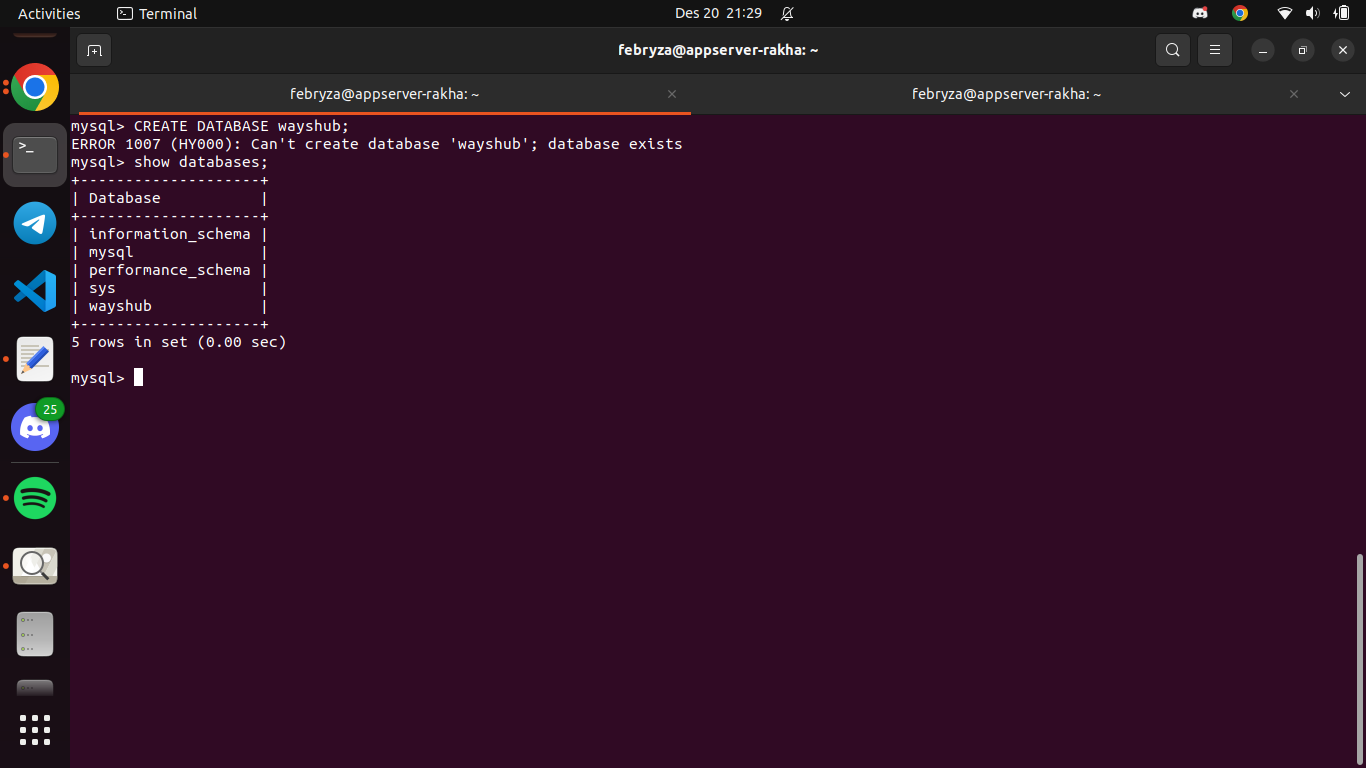 Activities Terminal Des 20 21:29
febryza@appserver-rakha: ~
febryza@appserver-rakha: ~ febryza@appserver-rakha: ~
mysql> CREATE DATABASE wayshub;
ERROR 1007 (HY000): Can't create database 'wayshub'; database exists
mysql> show databases;
+--------------------+
| Database           |
+--------------------+
| information_schema |
| mysql              |
| performance_schema |
| sys                |
| wayshub            |
+--------------------+
5 rows in set (0.00 sec)
mysql>
25